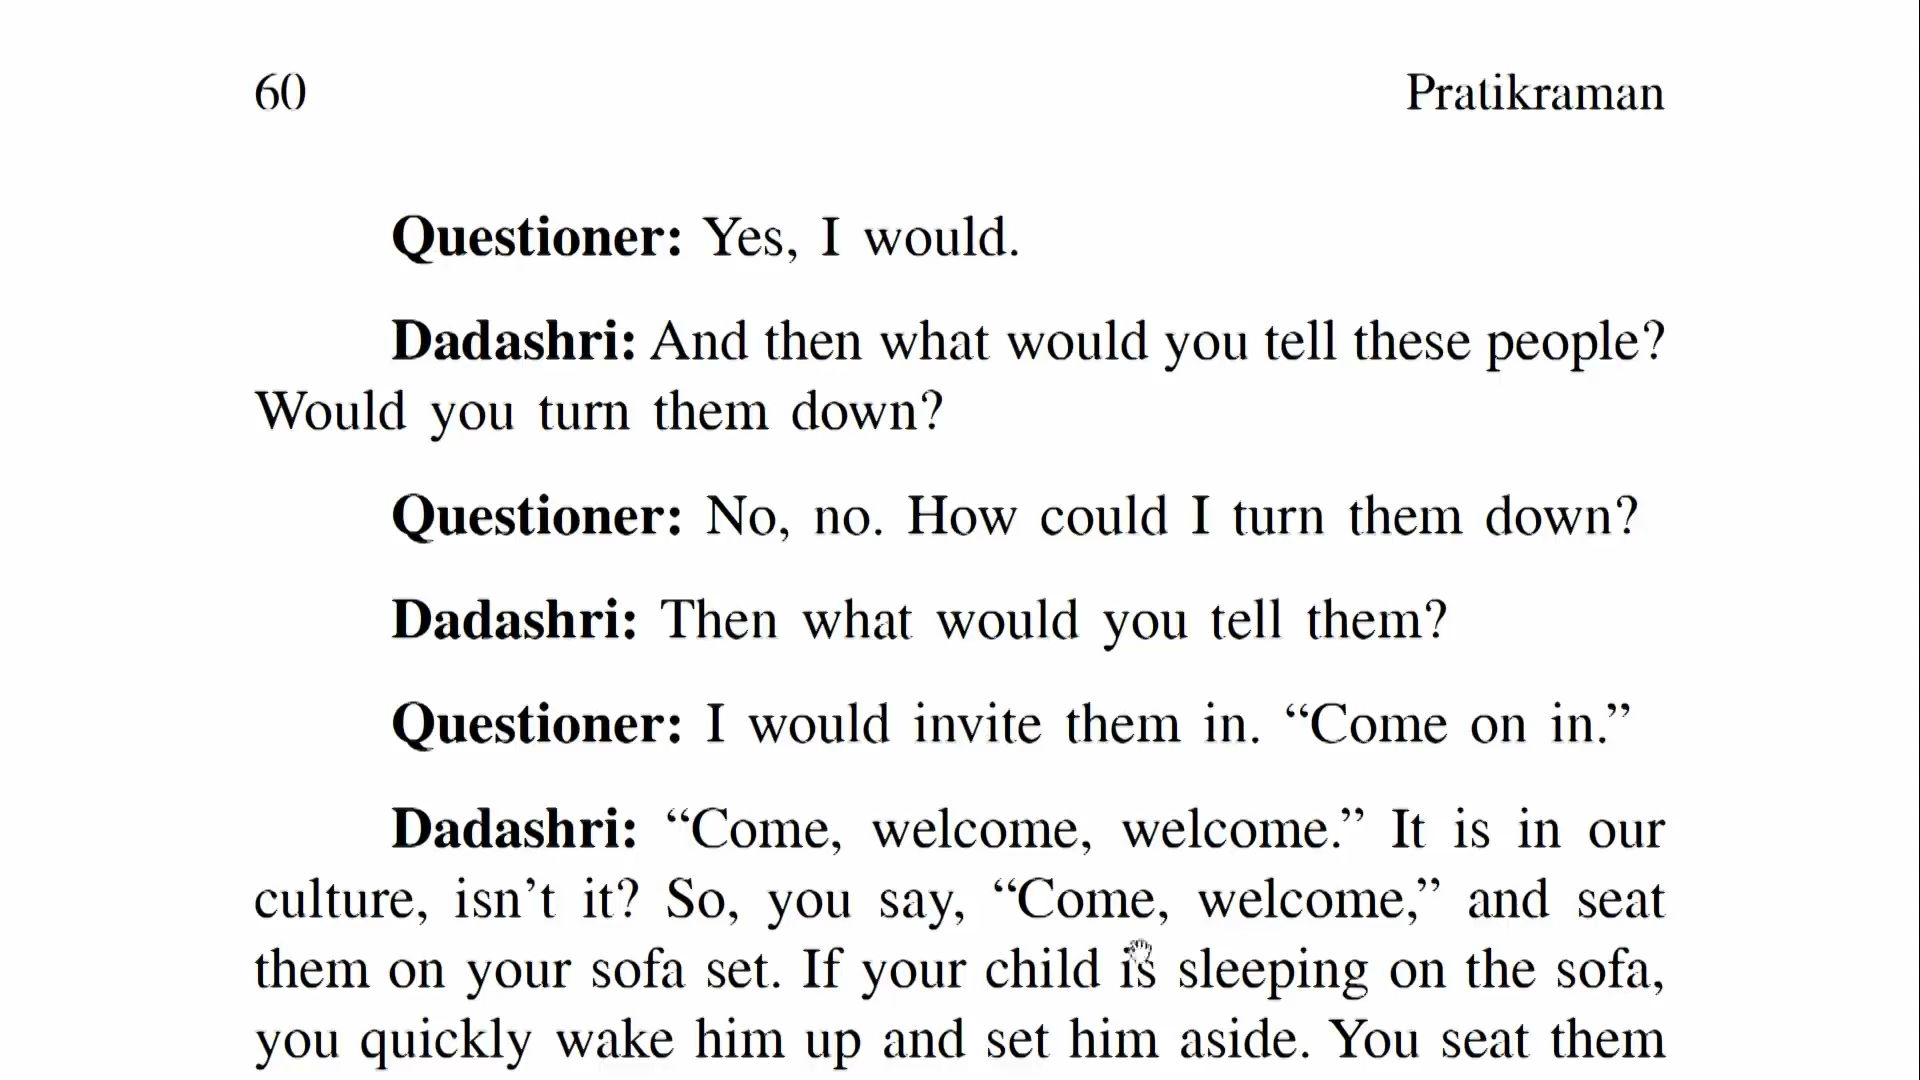 60 Pratikraman
Questioner: Yes, I would.
Dadashri: And then what would you tell these people?
Would you turn them down?
Questioner: No, no. How could I turn them down?
Dadashri: Then what would you tell them?
Questioner: I would invite them in. “Come on in.”
Dadashri: “Come, welcome, welcome.” It is in our
culture, isn’t it? So, you say, “Come, welcome,” and seat
them on your sofa set. If your child is sleeping on the sofa,
you quickly wake him up and set him aside. You seat them